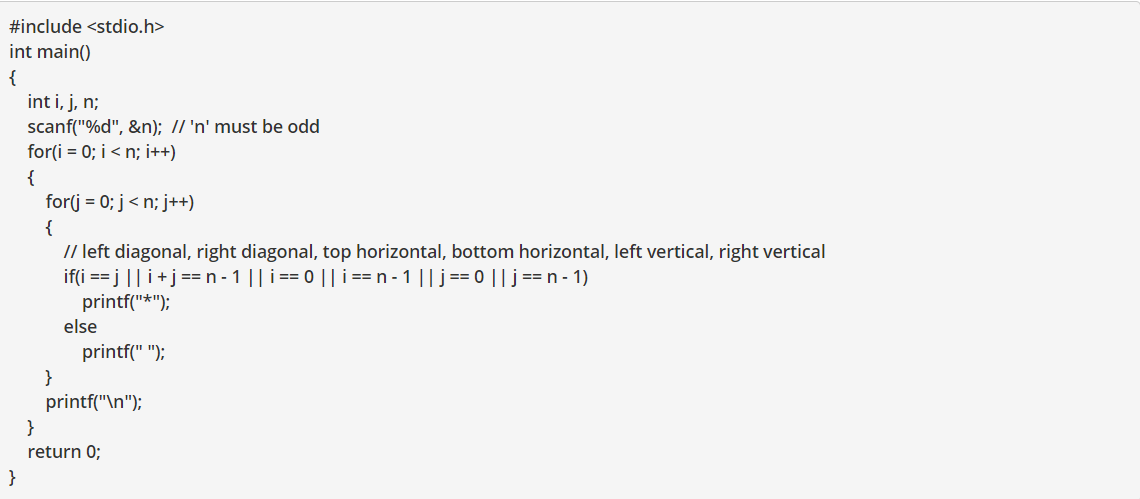 #include <stdio.h>
int main()
{
int i, j, n;
scanf("%d", &n);  // 'n' must be odd
for(i = 0; i < n; i++)
{
for(j = 0; j < n; j++)
{
// left diagonal, right diagonal, top horizontal, bottom horizontal, left vertical, right vertical
if(i == j || i + j == n - 1 || i == 0 || i == n - 1 || j == 0 || j == n - 1)
printf("*");
else
printf(" ");
}
printf("\n");
}
return 0;
}